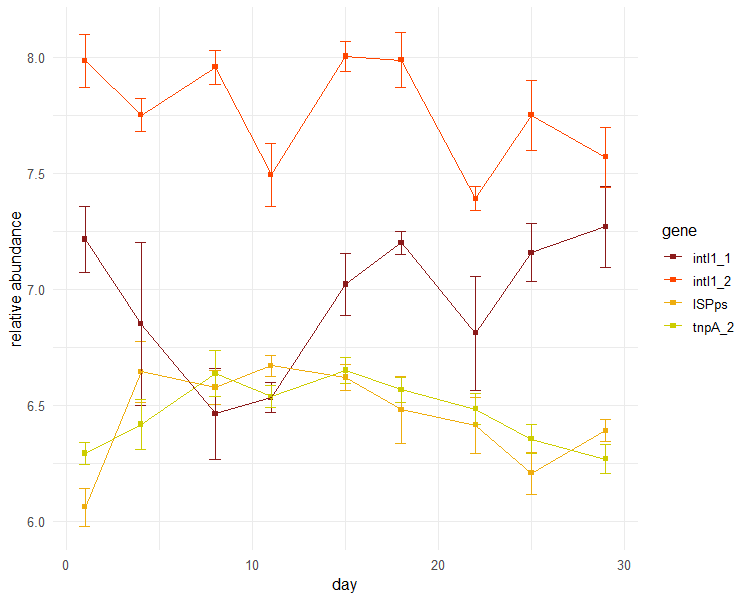 8.0
7.5
7.0
6.5
6.0
relative abundance
0
10
20
30
day
gene
intI1_1
intI1_2
ISPps
tnpA_2